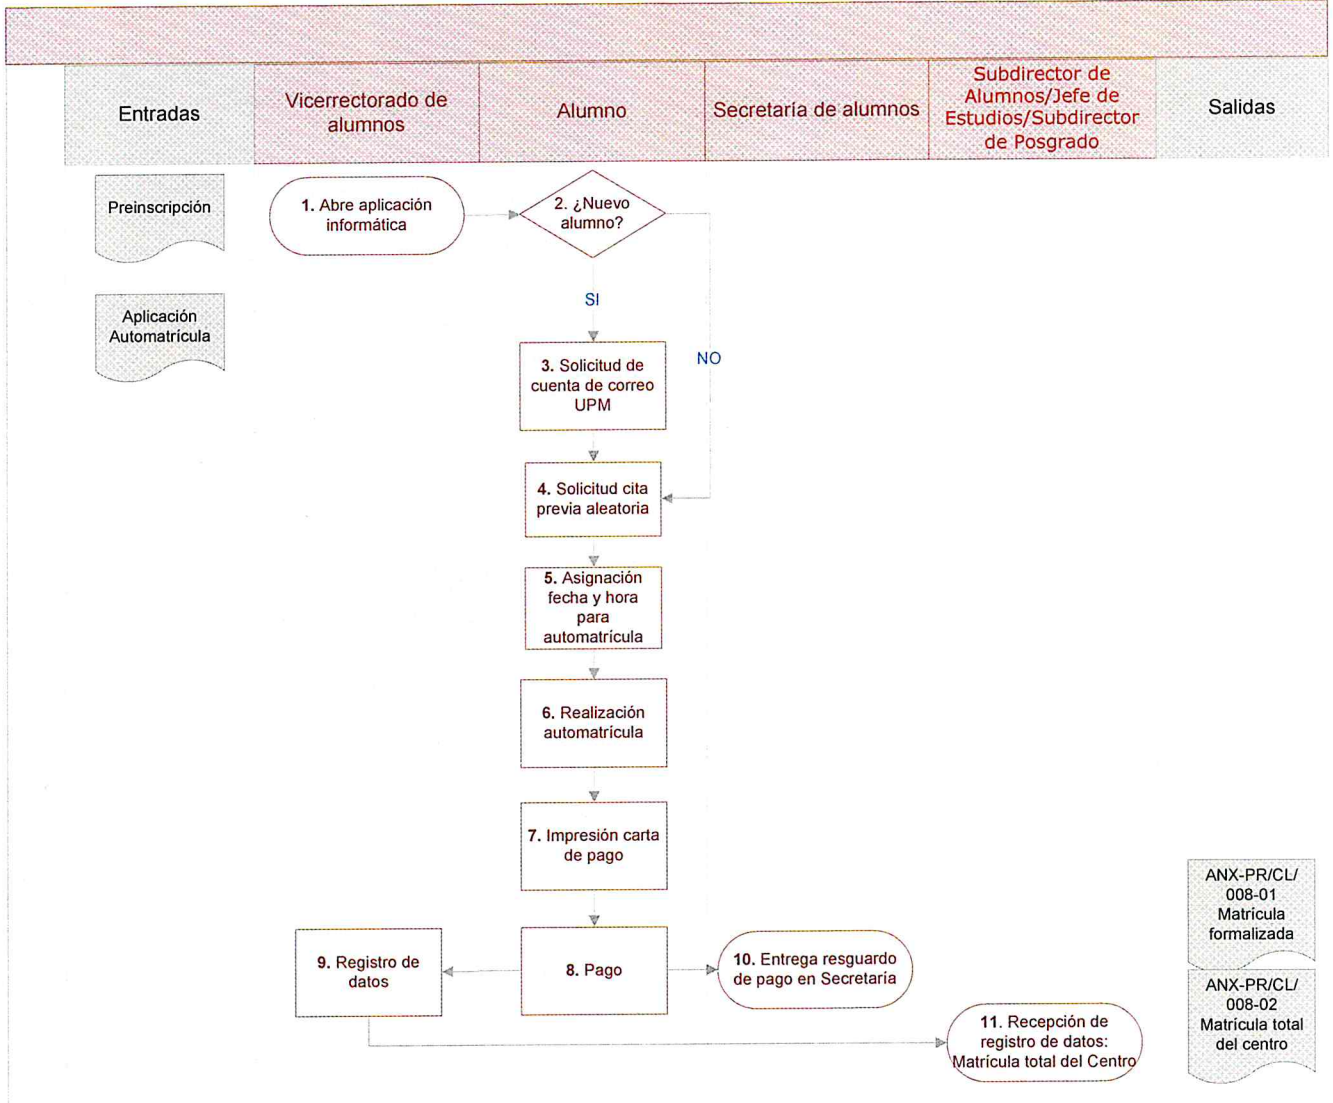 Entradas
Vicerrectorado de
alumnos
Alumno
Secretaría de alumnos
Subdirector de
Alumnos/Jefe de
Estudios/Subdirector
de Posgrado
Salidas
Preinscripción
1. Abre aplicación
informática
2. ¿Nuevo
alumno?
SI
NO
Aplicación
Automatrícula
3. Solicitud de
cuenta de correo
UPM
4. Solicitud cita
previa aleatoria
5. Asignación
fecha y hora
para
automatrícula
6. Realización
automatrícula
7. Impresión carta
de pago
8. Pago
9. Registro de
datos
10. Entrega resguardo
de pago en Secretaría
11. Recepción de
registro de datos:
Matrícula total del Centro
ANX-PR/CL/
008-01
Matrícula
formalizada
ANX-PR/CL/
008-02
Matrícula total
del centro